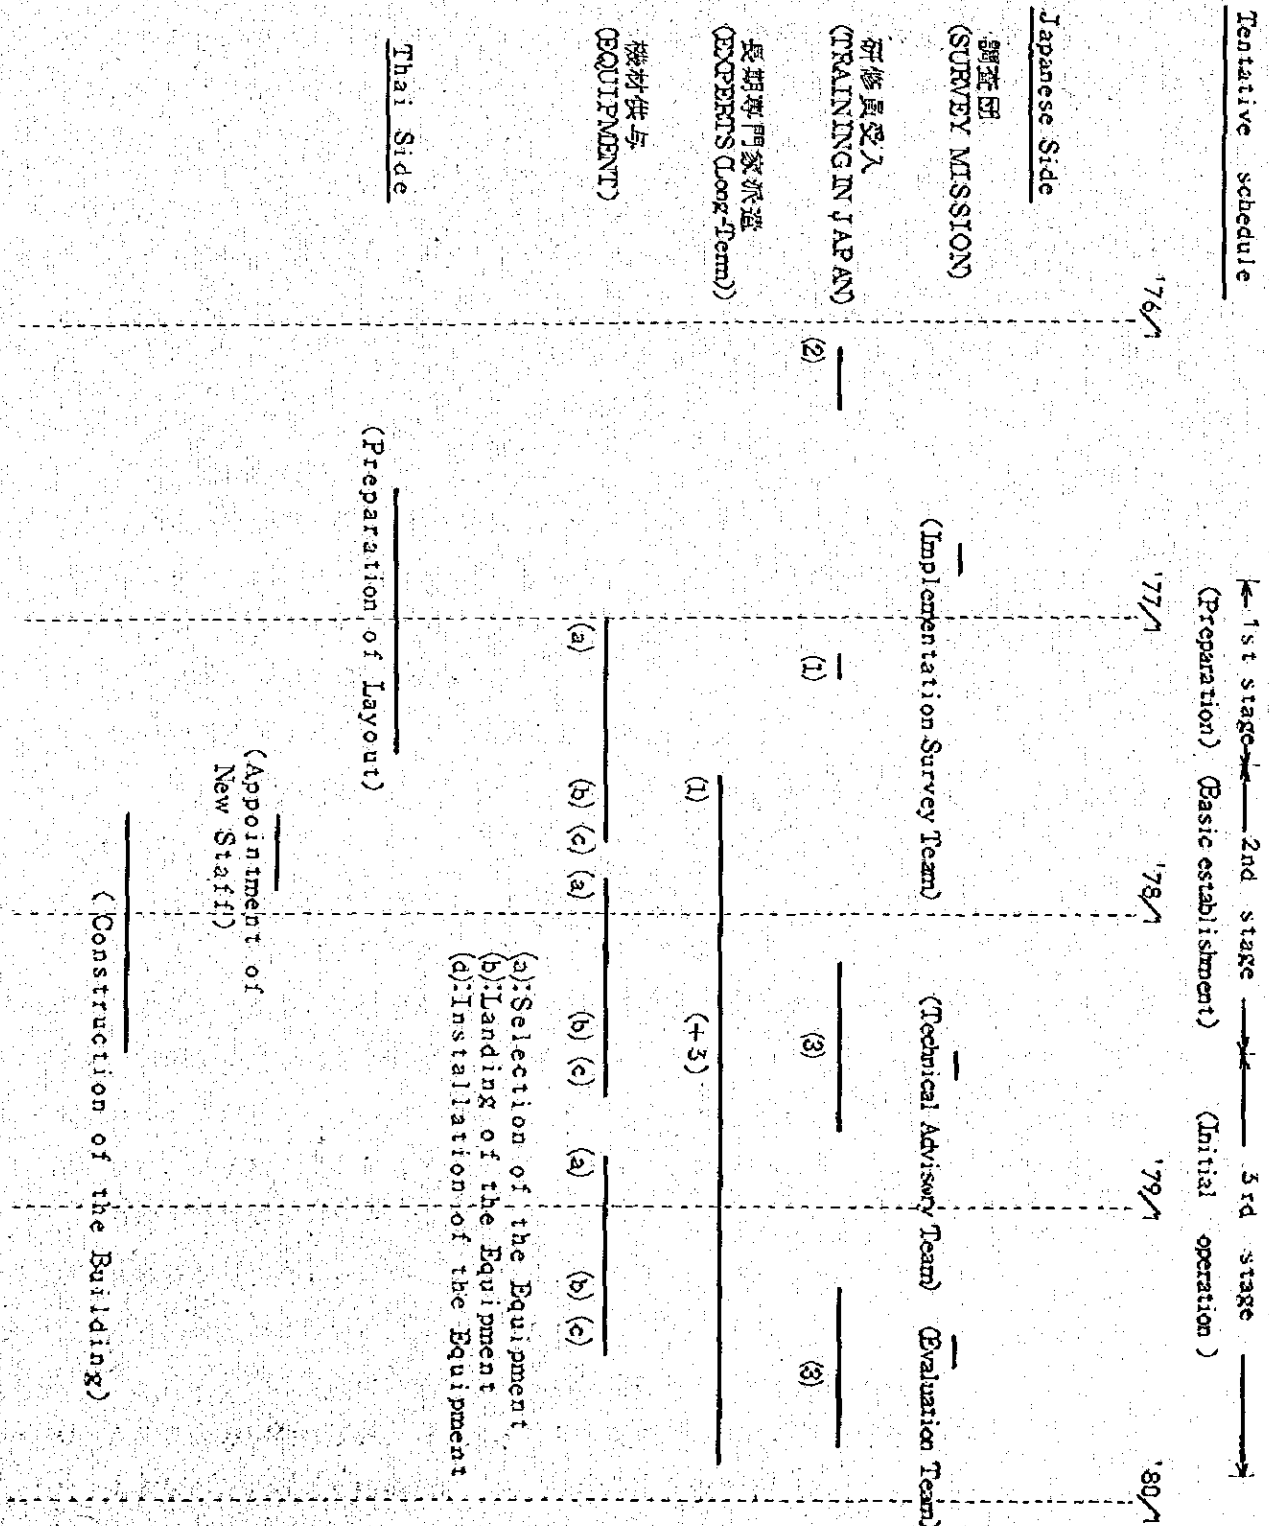 Tentative schedule
←1st stage→←2nd stage→←3rd stage→
(Preparation) (Basic establishment) (Initial operation)
'76/1 '77/1 '78/1 '79/1 '80/1
Japanese Side
調査団
(SURVEY MISSION)
(Implementation Survey Team) (Technical Advisory Team) (Evaluation Team)
研修員受入
(TRAINING IN JAPAN)
(2) (1) (3) (3)
長期専門家派遣
(EXPERTS (Long-Term))
(1) (+3)
機材供与
(EQUIPMENT)
(a) (b) (c) (a) (b) (c) (a) (b) (c)
(a):Selection of the Equipment
(b):Landing of the Equipment
(d):Installation of the Equipment
Thai Side
(Preparation of Layout)
(Appointment of
New Staff)
(Construction of the Building)